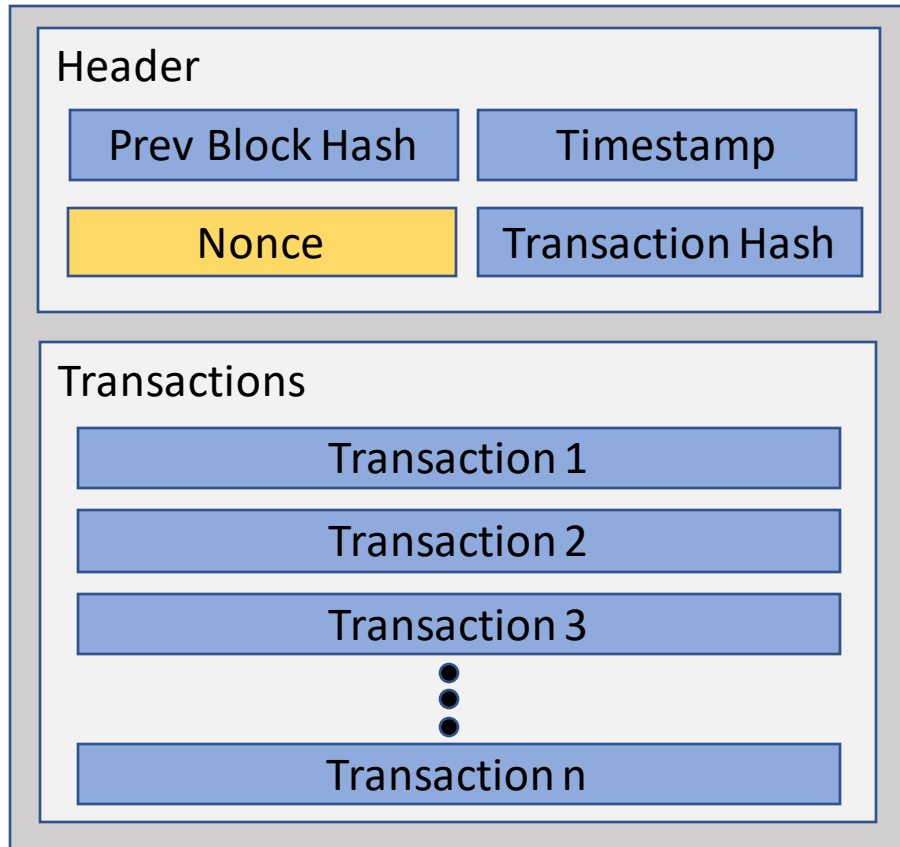 Header
Prev Block Hash
Timestamp
Nonce
Transaction Hash
Transactions
Transaction 1
Transaction 2
Transaction 3
Transaction n